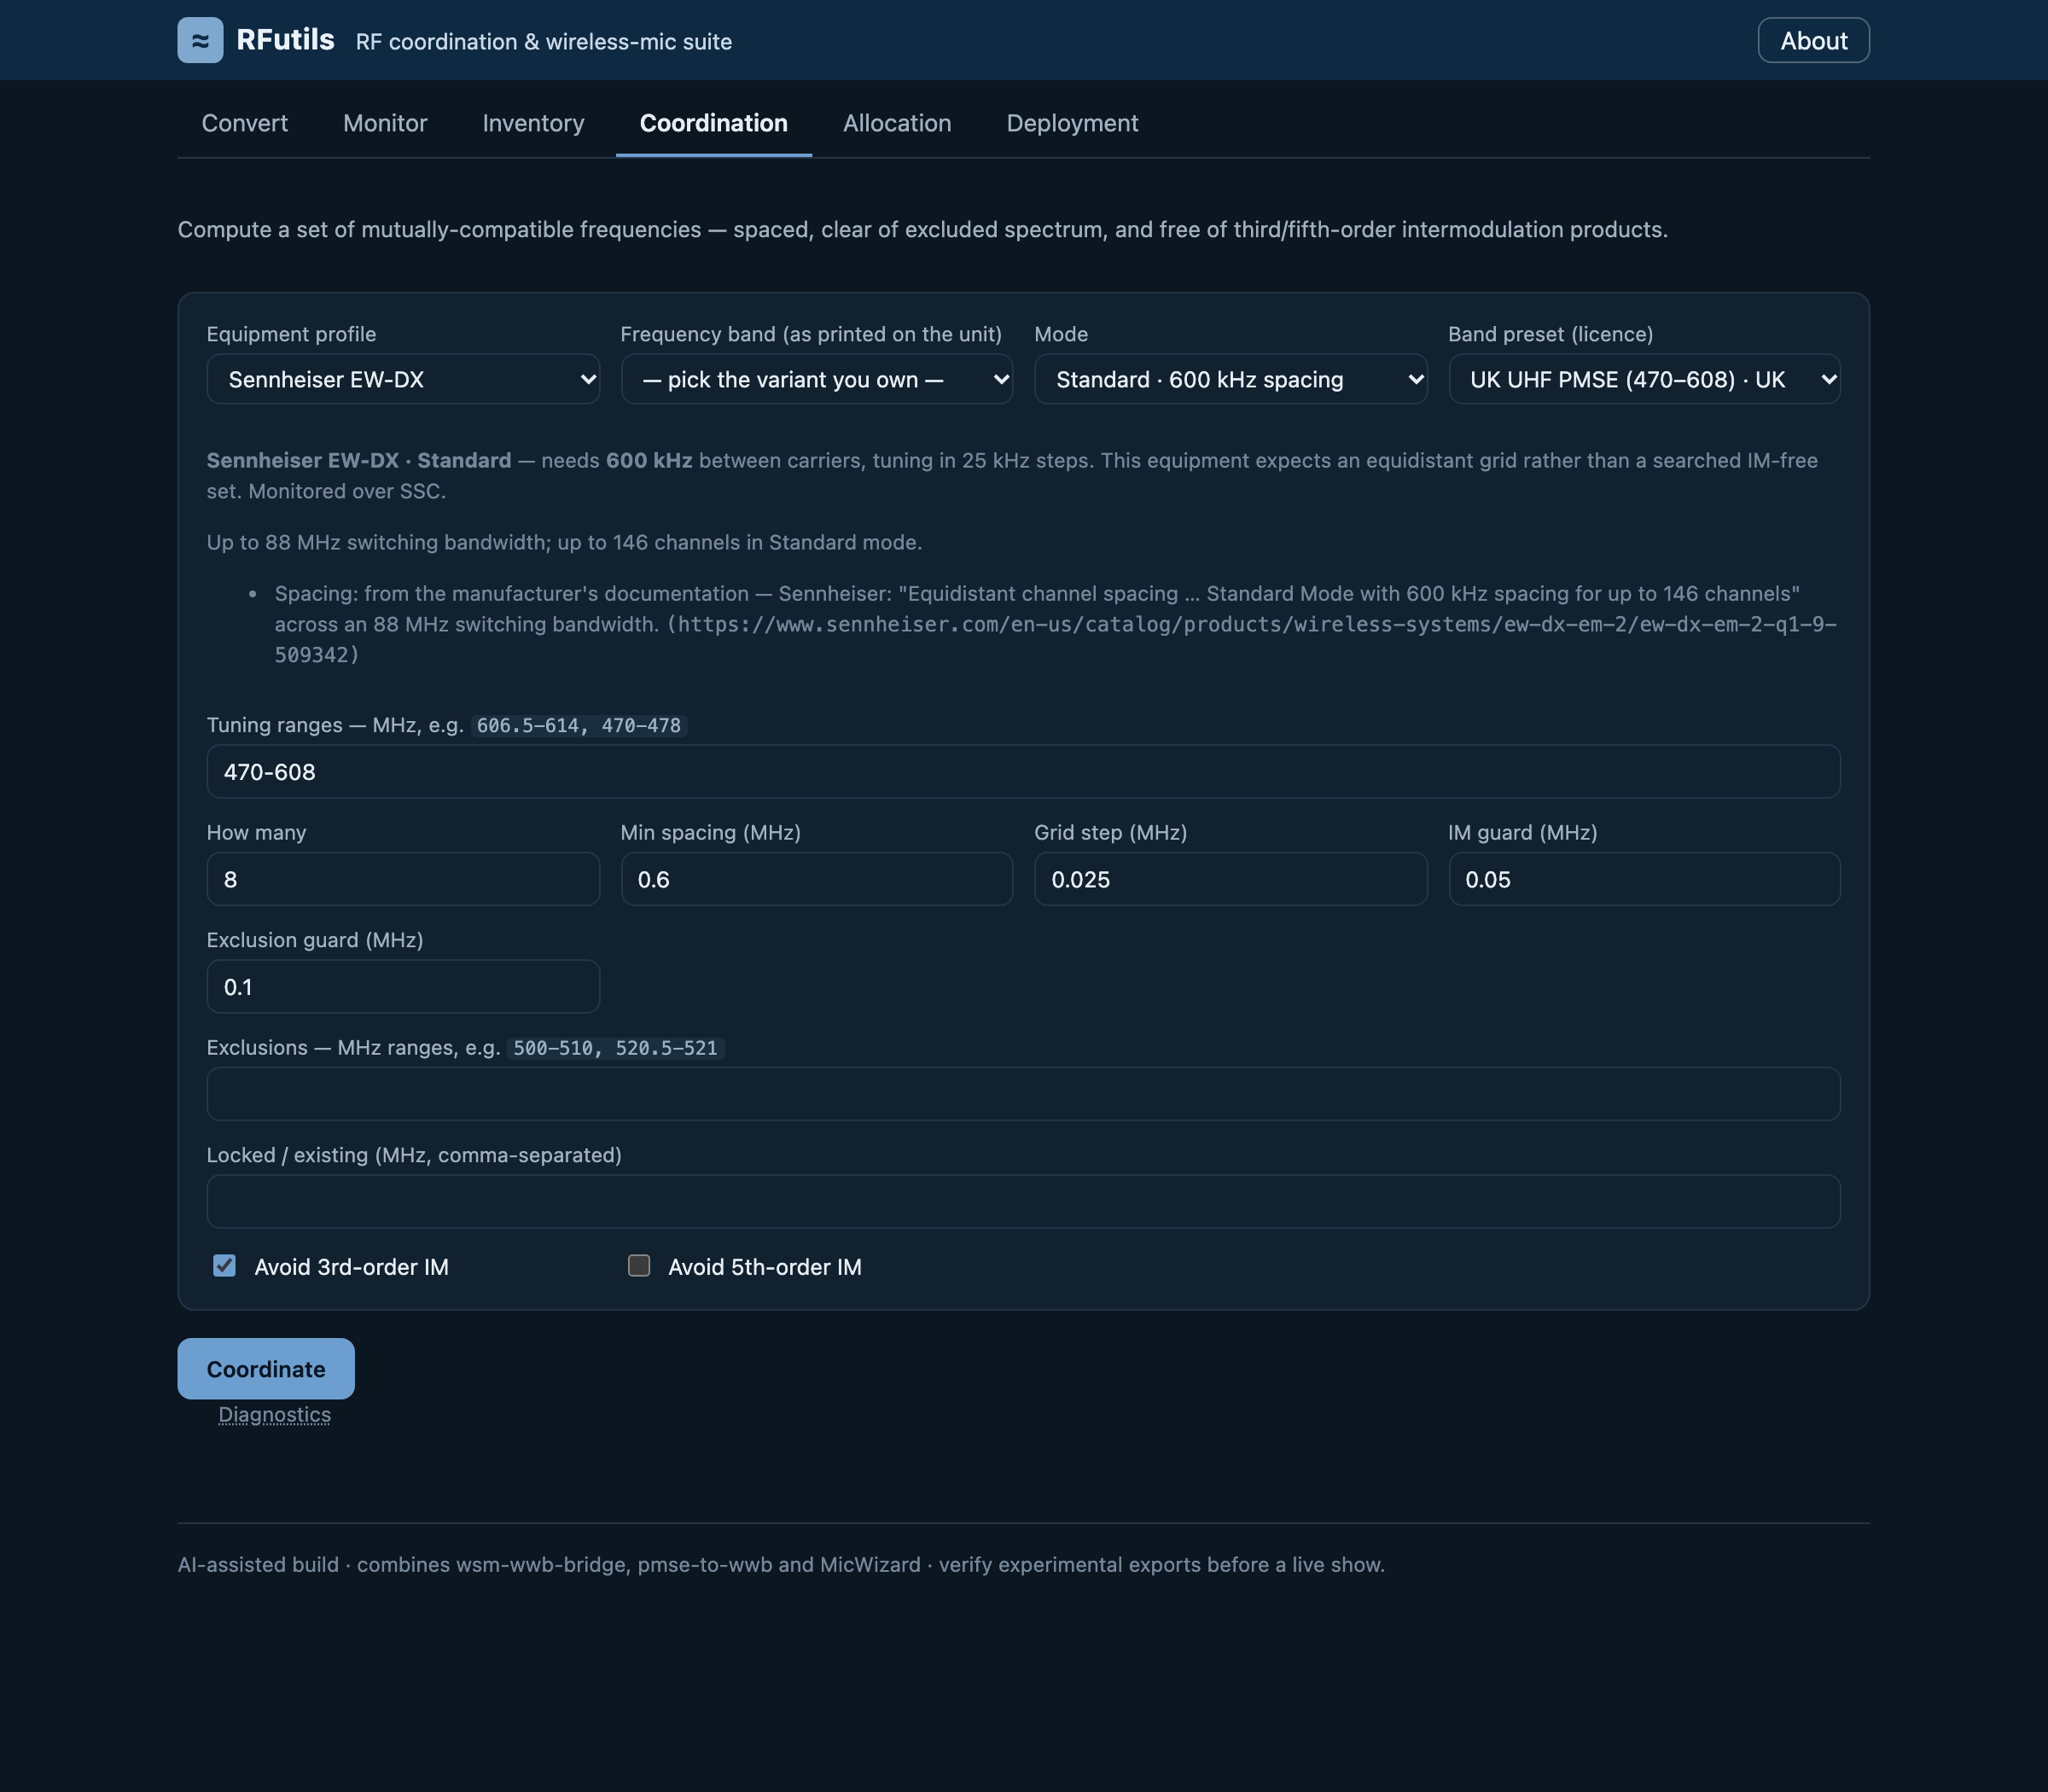 ≈ RFutils RF coordination & wireless-mic suite About
Convert Monitor Inventory Coordination Allocation Deployment
Compute a set of mutually-compatible frequencies — spaced, clear of excluded spectrum, and free of third/fifth-order intermodulation products.
Equipment profile Frequency band (as printed on the unit) Mode Band preset (licence)
Sennheiser EW-DX — pick the variant you own — Standard · 600 kHz spacing UK UHF PMSE (470–608) · UK
Sennheiser EW-DX · Standard — needs 600 kHz between carriers, tuning in 25 kHz steps. This equipment expects an equidistant grid rather than a searched IM-free
set. Monitored over SSC.
Up to 88 MHz switching bandwidth; up to 146 channels in Standard mode.
• Spacing: from the manufacturer's documentation — Sennheiser: "Equidistant channel spacing ... Standard Mode with 600 kHz spacing for up to 146 channels"
across an 88 MHz switching bandwidth. (https://www.sennheiser.com/en-us/catalog/products/wireless-systems/ew-dx-em-2/ew-dx-em-2-q1-9-
509342)
Tuning ranges — MHz, e.g. 606.5–614, 470–478
470-608
How many Min spacing (MHz) Grid step (MHz) IM guard (MHz)
8 0.6 0.025 0.05
Exclusion guard (MHz)
0.1
Exclusions — MHz ranges, e.g. 500–510, 520.5–521
Locked / existing (MHz, comma-separated)
Avoid 3rd-order IM Avoid 5th-order IM
Coordinate
Diagnostics
AI-assisted build · combines wsm-wwb-bridge, pmse-to-wwb and MicWizard · verify experimental exports before a live show.